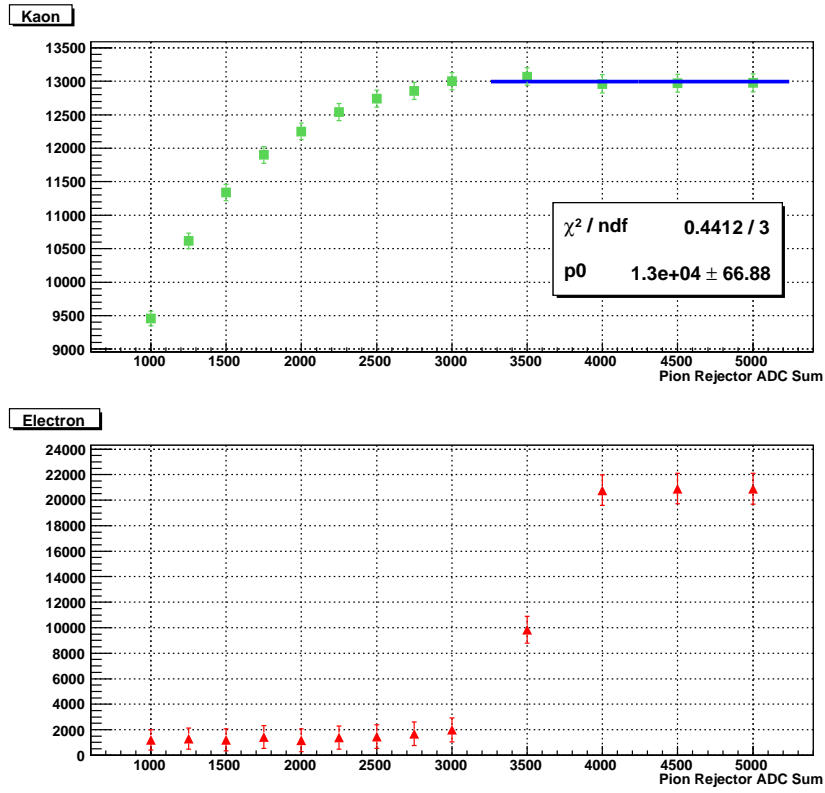 Kaon
13500
13000
12500
12000
11500
11000
10500
10000
9500
9000
χ² / ndf 0.4412 / 3
p0 1.3e+04 ± 66.88
1000 1500 2000 2500 3000 3500 4000 4500 5000
Pion Rejector ADC Sum
Electron
24000
22000
20000
18000
16000
14000
12000
10000
8000
6000
4000
2000
0
1000 1500 2000 2500 3000 3500 4000 4500 5000
Pion Rejector ADC Sum